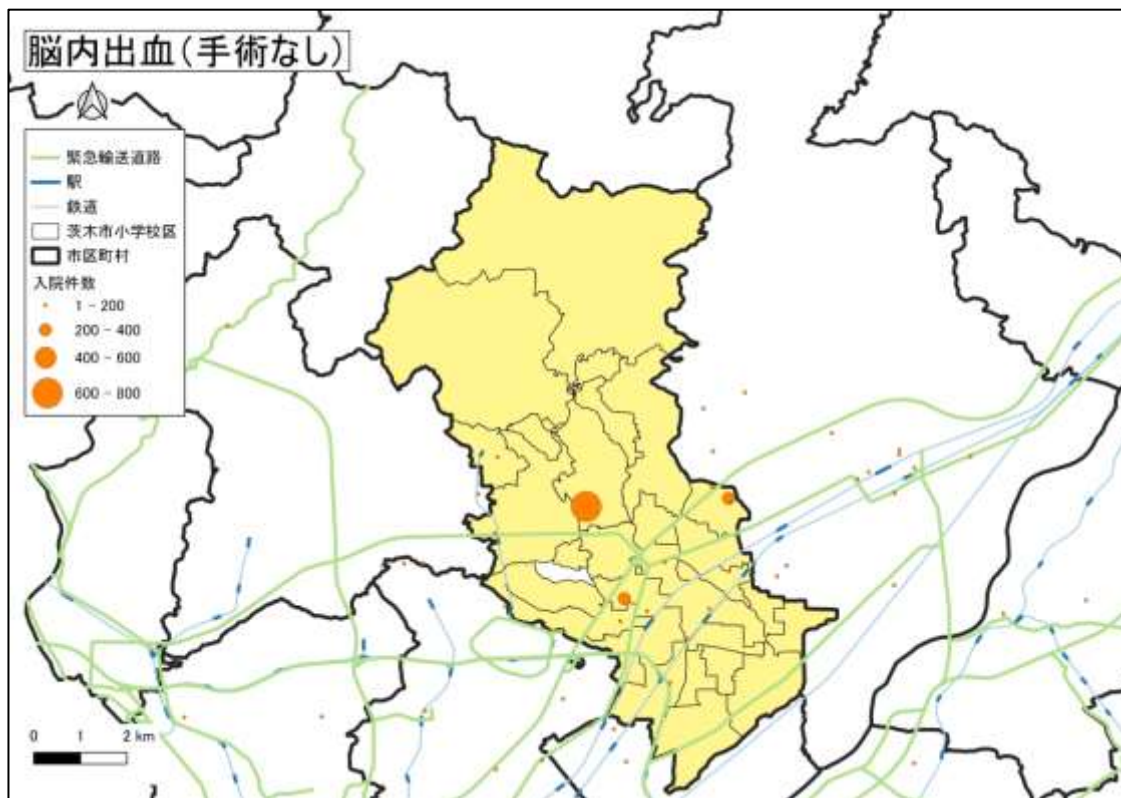 脳内出血(手術なし)
緊急輸送道路
駅
鉄道
茨木市小学校区
市区町村
入院件数
1 - 200
200 - 400
400 - 600
600 - 800
0 1 2 km